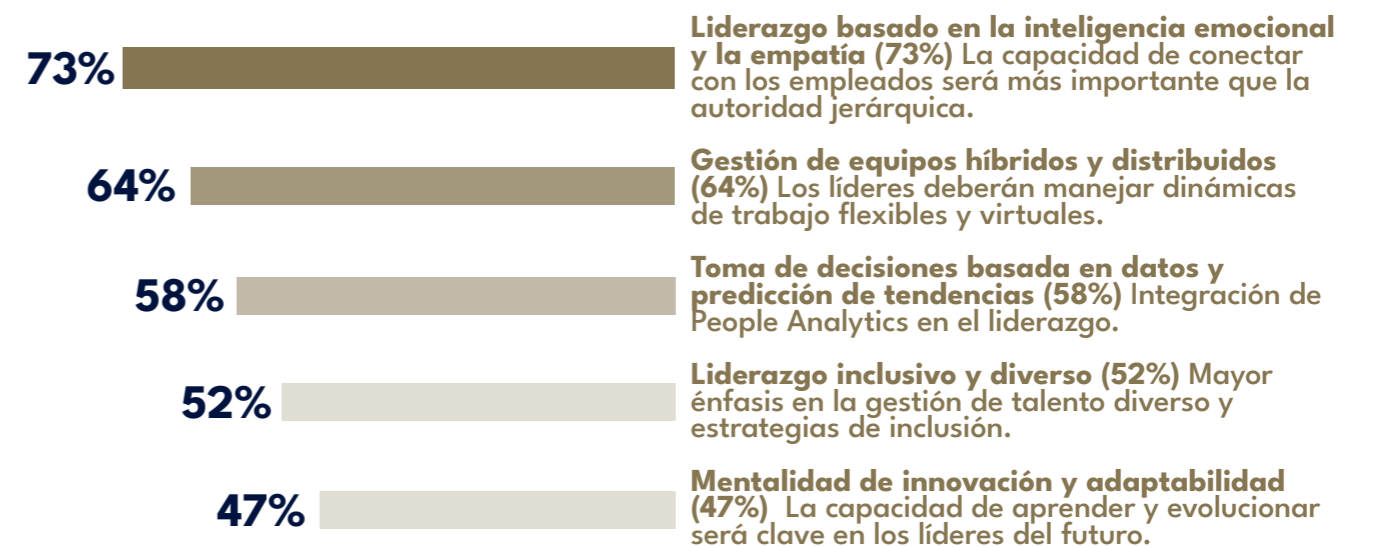 73%
Liderazgo basado en la inteligencia emocional
y la empatía (73%) La capacidad de conectar
con los empleados será más importante que la
autoridad jerárquica.
64%
Gestión de equipos híbridos y distribuidos
(64%) Los líderes deberán manejar dinámicas
de trabajo flexibles y virtuales.
58%
Toma de decisiones basada en datos y
predicción de tendencias (58%) Integración de
People Analytics en el liderazgo.
52%
Liderazgo inclusivo y diverso (52%) Mayor
énfasis en la gestión de talento diverso y
estrategias de inclusión.
47%
Mentalidad de innovación y adaptabilidad
(47%) La capacidad de aprender y evolucionar
será clave en los líderes del futuro.